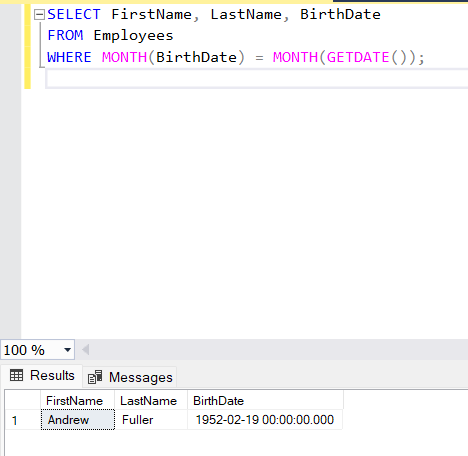 SELECT FirstName, LastName, BirthDate
FROM Employees
WHERE MONTH(BirthDate) = MONTH(GETDATE());
100 %
Results Messages
FirstName LastName BirthDate
1 Andrew Fuller 1952-02-19 00:00:00.000